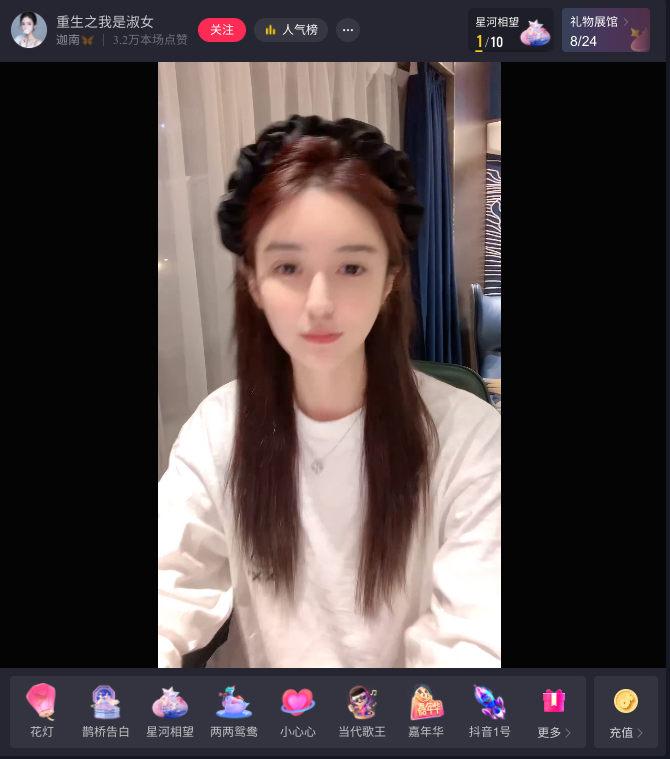 重生之我是淑女
迦南 3.2万本场点赞
关注
人气榜
星河相望
1/10
礼物展馆
8/24
花灯
鹊桥告白
星河相望
两两鸳鸯
小心心
当代歌王
嘉年华
嘉年华
抖音1号
更多
充值